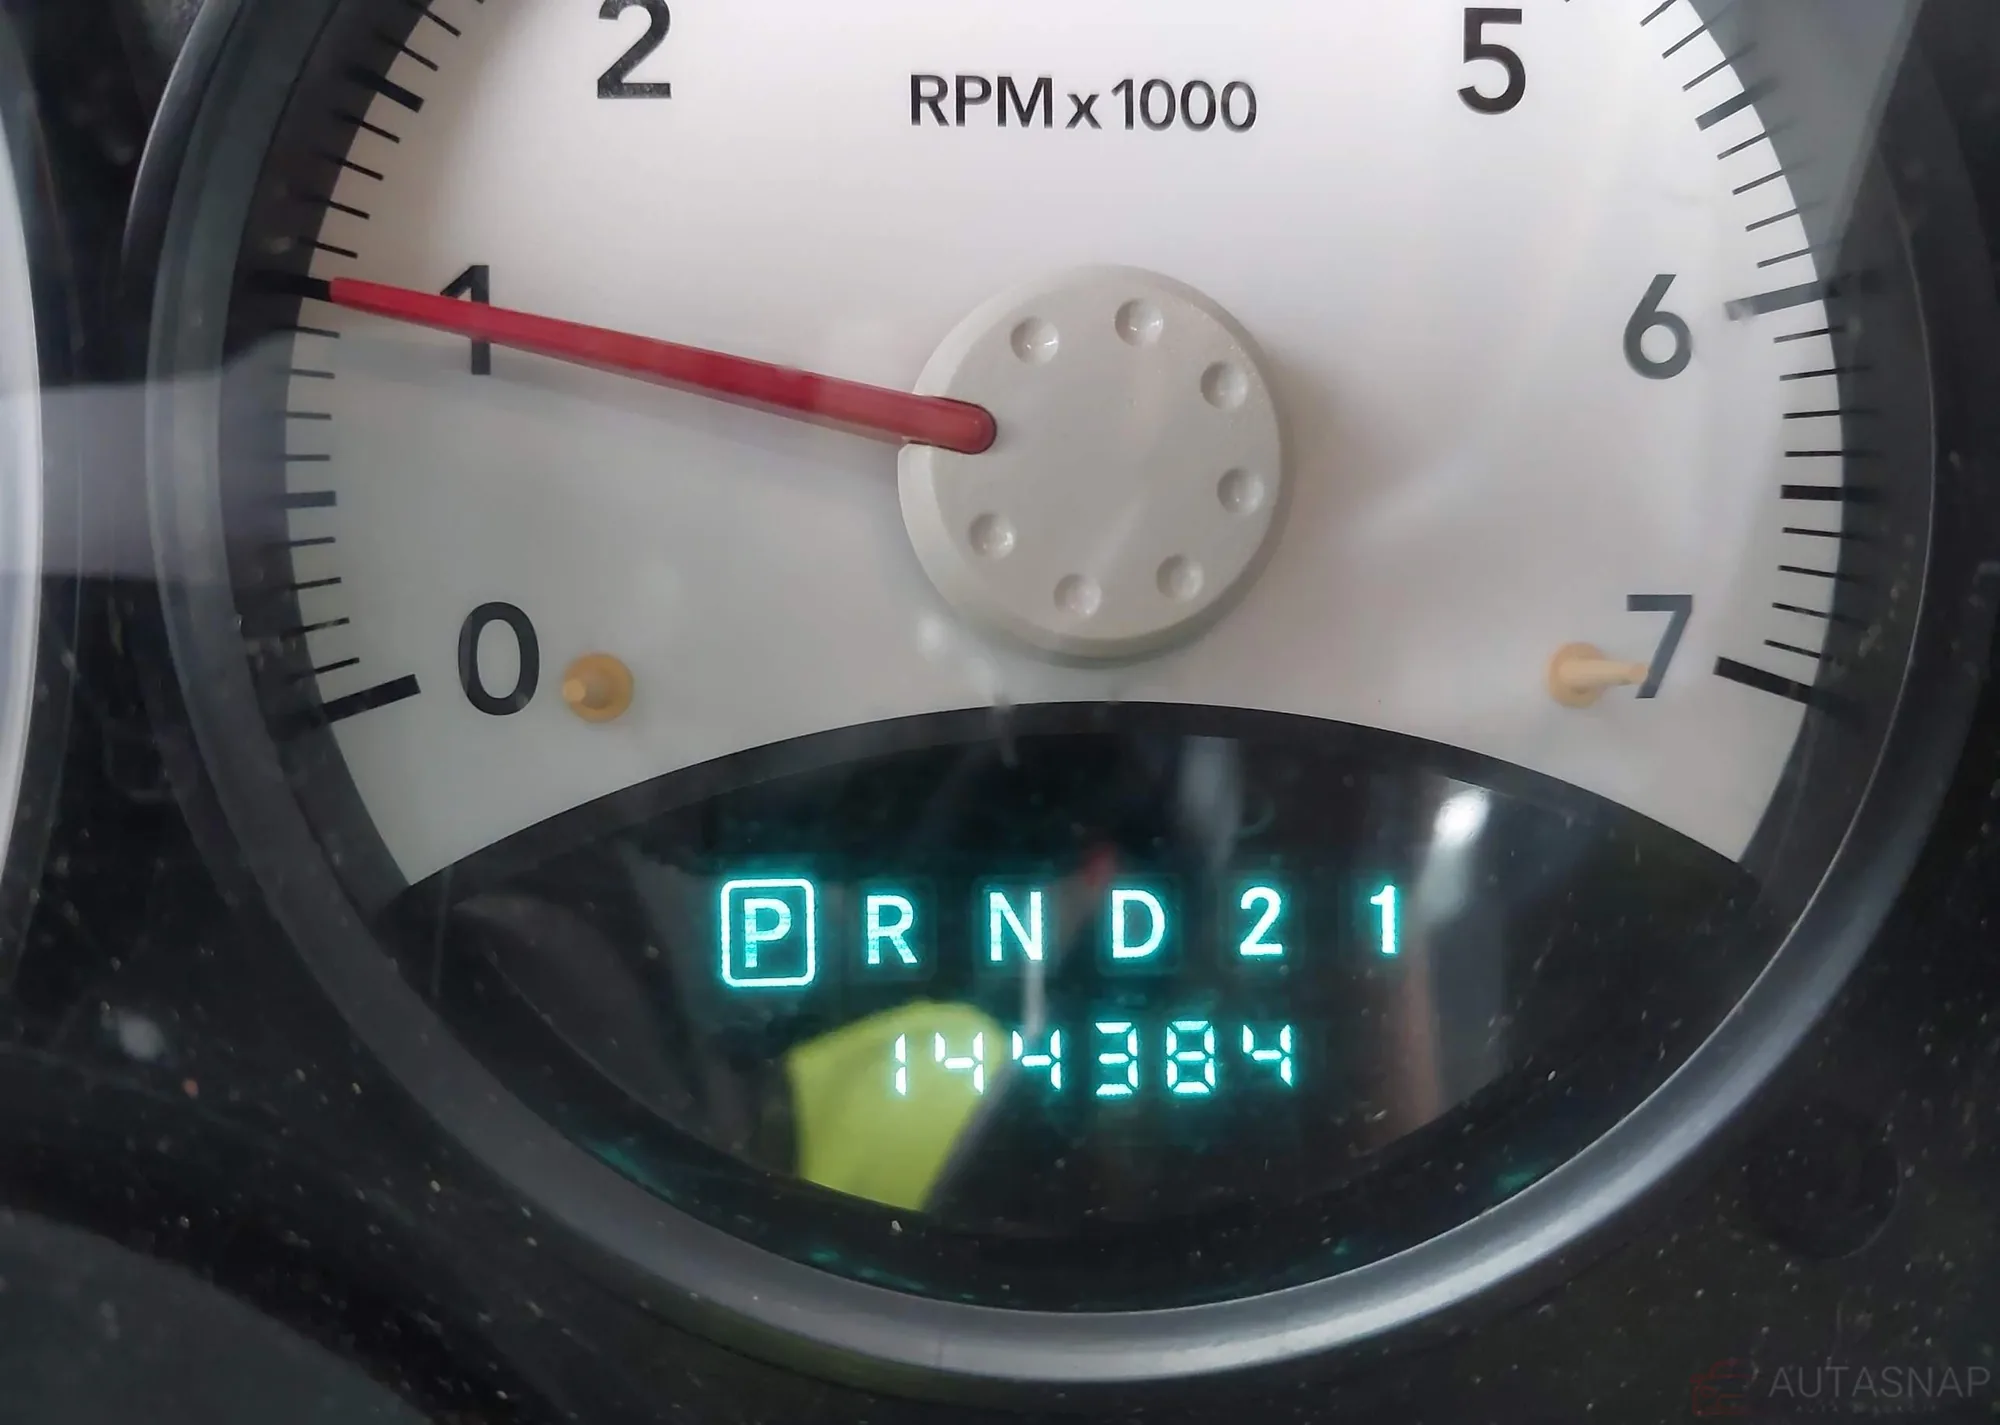 2 5
RPM x 1000
1 6
0 7
P R N D 2 1
144384
AUTASNAP